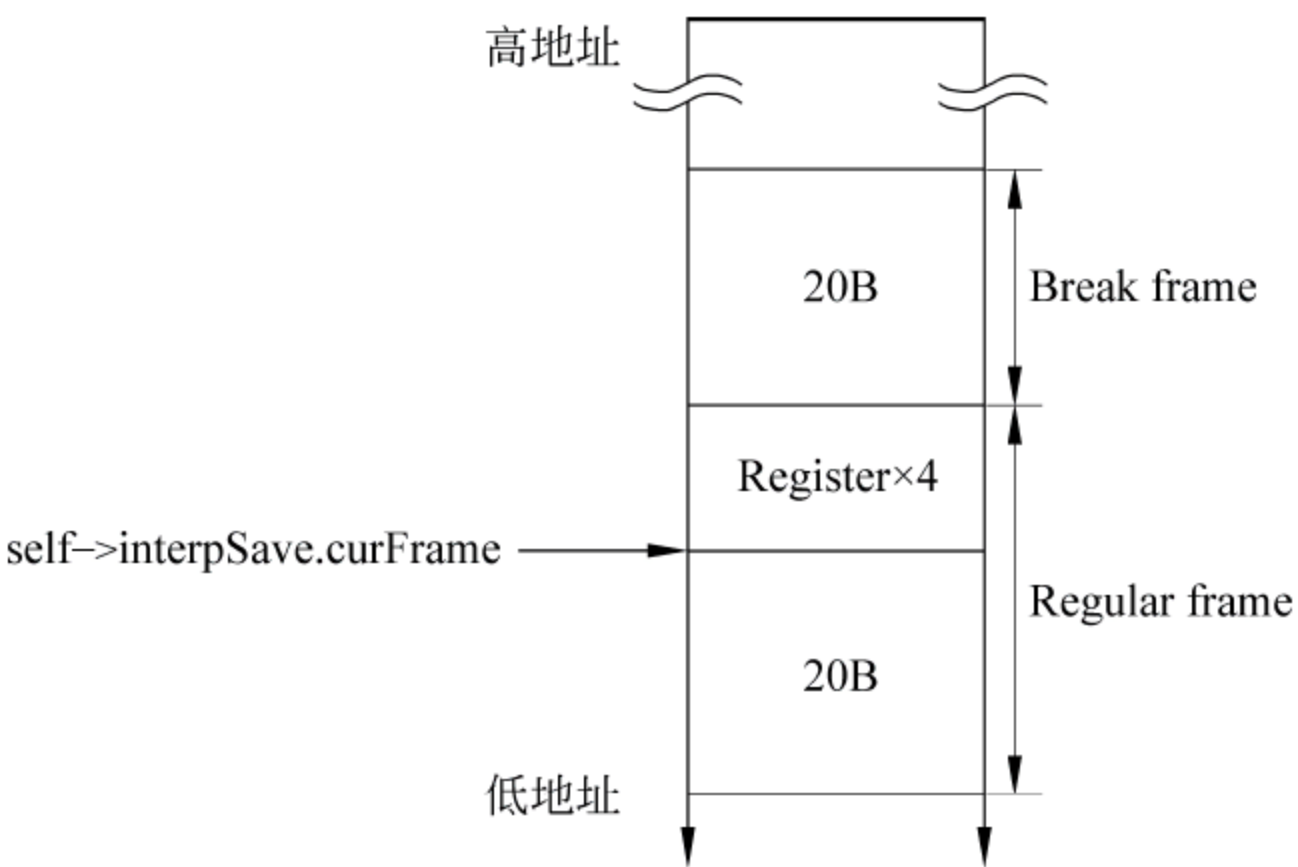 高地址
20B
Break frame
Register×4
self–>interpSave.curFrame
Regular frame
20B
低地址